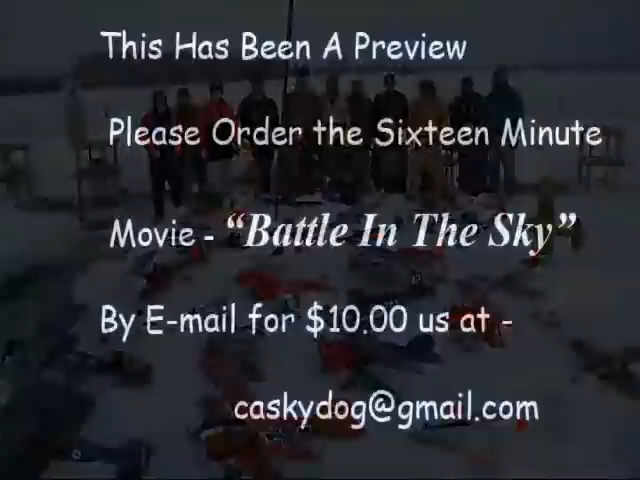 This Has Been A Preview
Please Order the Sixteen Minute
Movie - “Battle In The Sky”
By E-mail for $10.00 us at -
caskydog@gmail.com